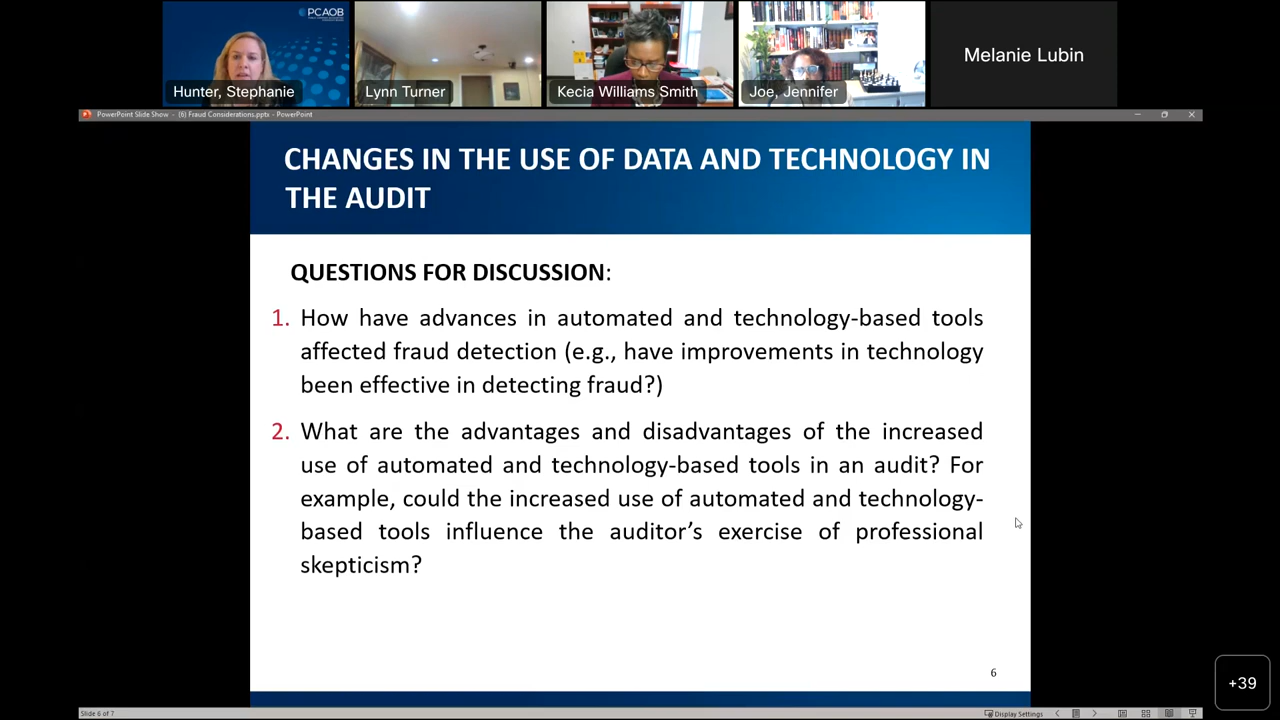 PCAOB
Hunter, Stephanie
Lynn Turner
Kecia Williams Smith
Joe, Jennifer
Melanie Lubin
PowerPoint Slide Show - (6) Fraud Considerations.pptx - PowerPoint
CHANGES IN THE USE OF DATA AND TECHNOLOGY IN
THE AUDIT
QUESTIONS FOR DISCUSSION:
1. How have advances in automated and technology-based tools
affected fraud detection (e.g., have improvements in technology
been effective in detecting fraud?)
2. What are the advantages and disadvantages of the increased
use of automated and technology-based tools in an audit? For
example, could the increased use of automated and technology-
based tools influence the auditor’s exercise of professional
skepticism?
6
+39
Slide 6 of 7
Display Settings